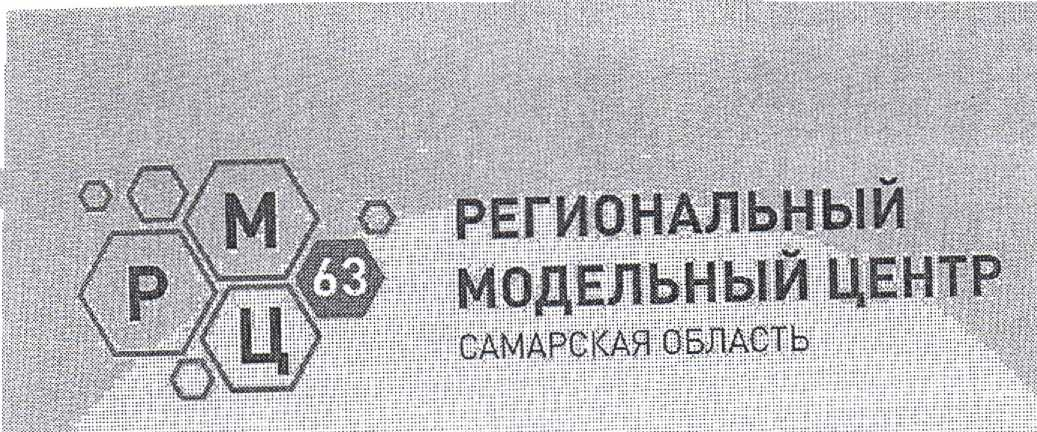 М
Р
Ц
63
РЕГИОНАЛЬНЫЙ
МОДЕЛЬНЫЙ ЦЕНТР
САМАРСКАЯ ОБЛАСТЬ